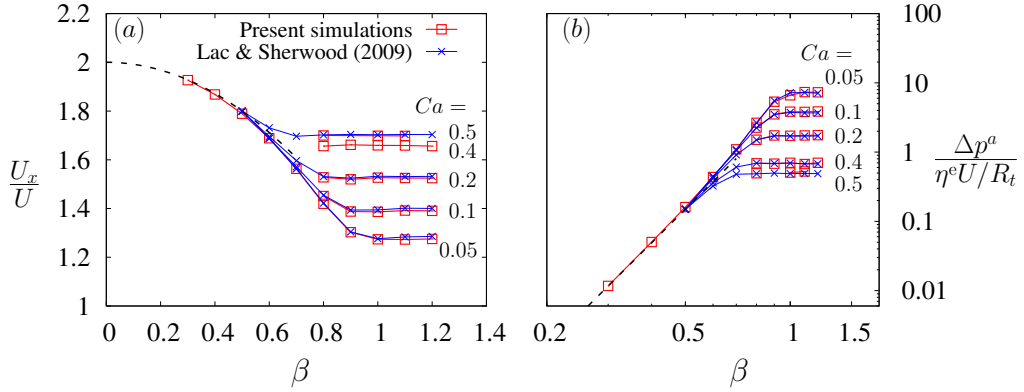 (a)
Present simulations
Lac & Sherwood (2009)
Ca =
0.5
0.4
0.2
0.1
0.05
2.2
2
1.8
1.6
1.4
1.2
1
U_x / U
0 0.2 0.4 0.6 0.8 1 1.2 1.4
β
(b)
Ca =
0.05
0.1
0.2
0.4
0.5
100
10
1
0.1
0.01
Δp^a / η^e U/R_t
0.2 0.5 1 1.5
β